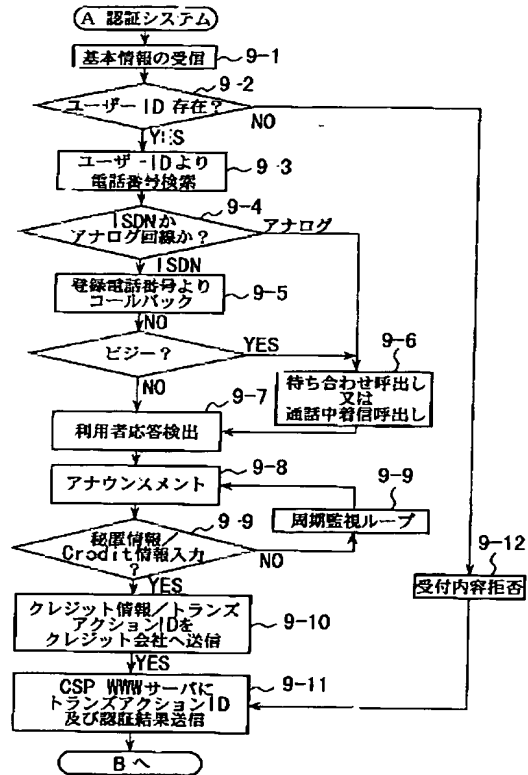 A 認証システム
基本情報の受信
9-1
9-2
ユーザーID 存在?
NO
YES
ユーザーIDより
電話番号検索
9-3
9-4
ISDNか
アナログ回線か?
アナログ
ISDN
登録電話番号より
コールバック
9-5
NO
ビジー?
YES
9-6
待ち合わせ呼出し
又は
通話中着信呼出し
NO
9-7
利用者応答検出
9-8
アナウンスメント
9-9
周期監視ループ
9-9
秘匿情報/
Credit情報入力
?
NO
9-12
受付内容拒否
YES
クレジット情報/トランズ
アクションIDを
クレジット会社へ送信
9-10
YES
CSP WWWサーバに
トランズアクションID
及び認証結果送信
9-11
Bへ